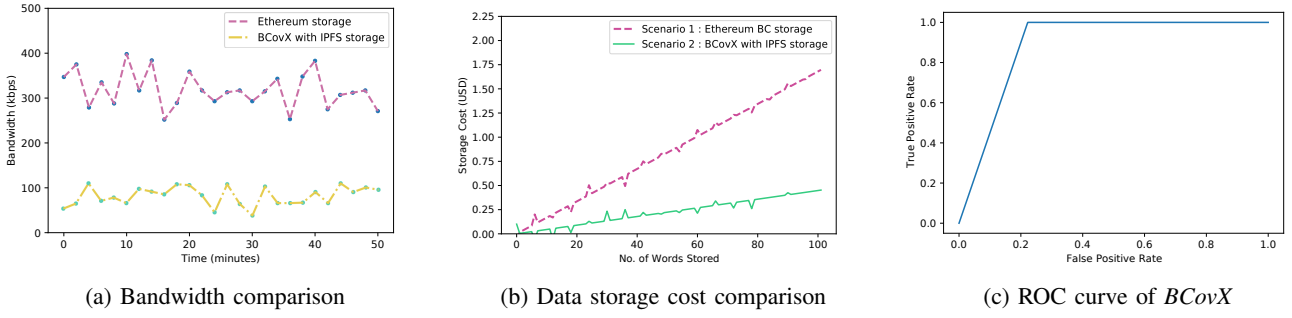 Ethereum storage
BCovX with IPFS storage
500
400
300
200
100
0
Bandwidth (kbps)
0 10 20 30 40 50
Time (minutes)
(a) Bandwidth comparison
Scenario 1 : Ethereum BC storage
Scenario 2 : BCovX with IPFS storage
2.25
2.00
1.75
1.50
1.25
1.00
0.75
0.50
0.25
0.00
Storage Cost (USD)
0 20 40 60 80 100
No. of Words Stored
(b) Data storage cost comparison
1.0
0.8
0.6
0.4
0.2
0.0
True Positive Rate
0.0 0.2 0.4 0.6 0.8 1.0
False Positive Rate
(c) ROC curve of BCovX